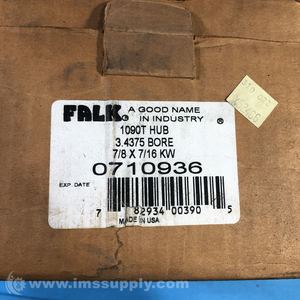 FALK® A GOOD NAME IN INDUSTRY ®
1090T HUB
3.4375 BORE
7/8 X 7/16 KW
0710936
EXP. DATE
7 82934 00390 5
MADE IN USA
© www.imssupply.com